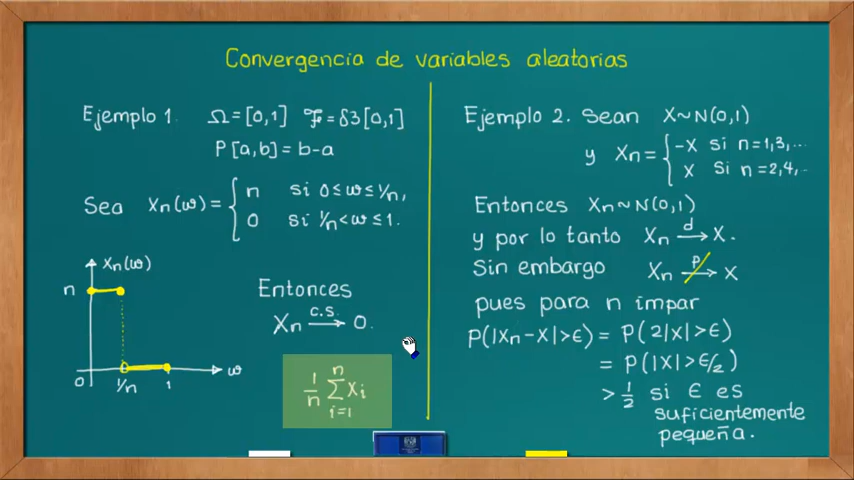 Convergencia de variables aleatorias
Ejemplo 1. Ω=[0,1] ℱ=δ3[0,1]
P[a,b]=b-a
Sea Xn(ω)= { n si 0≤ω≤1/n,
0 si 1/n<ω≤1.
Xn(ω)
n
0 1/n 1 ω
Entonces
Xn c.s.→ 0.
1/n ∑ᵢ₌₁ⁿ Xi
Ejemplo 2. Sean X~N(0,1)
y Xn= { -X si n=1,3,...
X si n=2,4,..
Entonces Xn~N(0,1)
y por lo tanto Xn d→ X.
Sin embargo Xn p↛ X
pues para n impar
P(|Xn-X|>ϵ) = P(2|X|>ϵ)
= P(|X|>ϵ/2)
> 1/2 si ϵ es
suficientemente
pequeña.